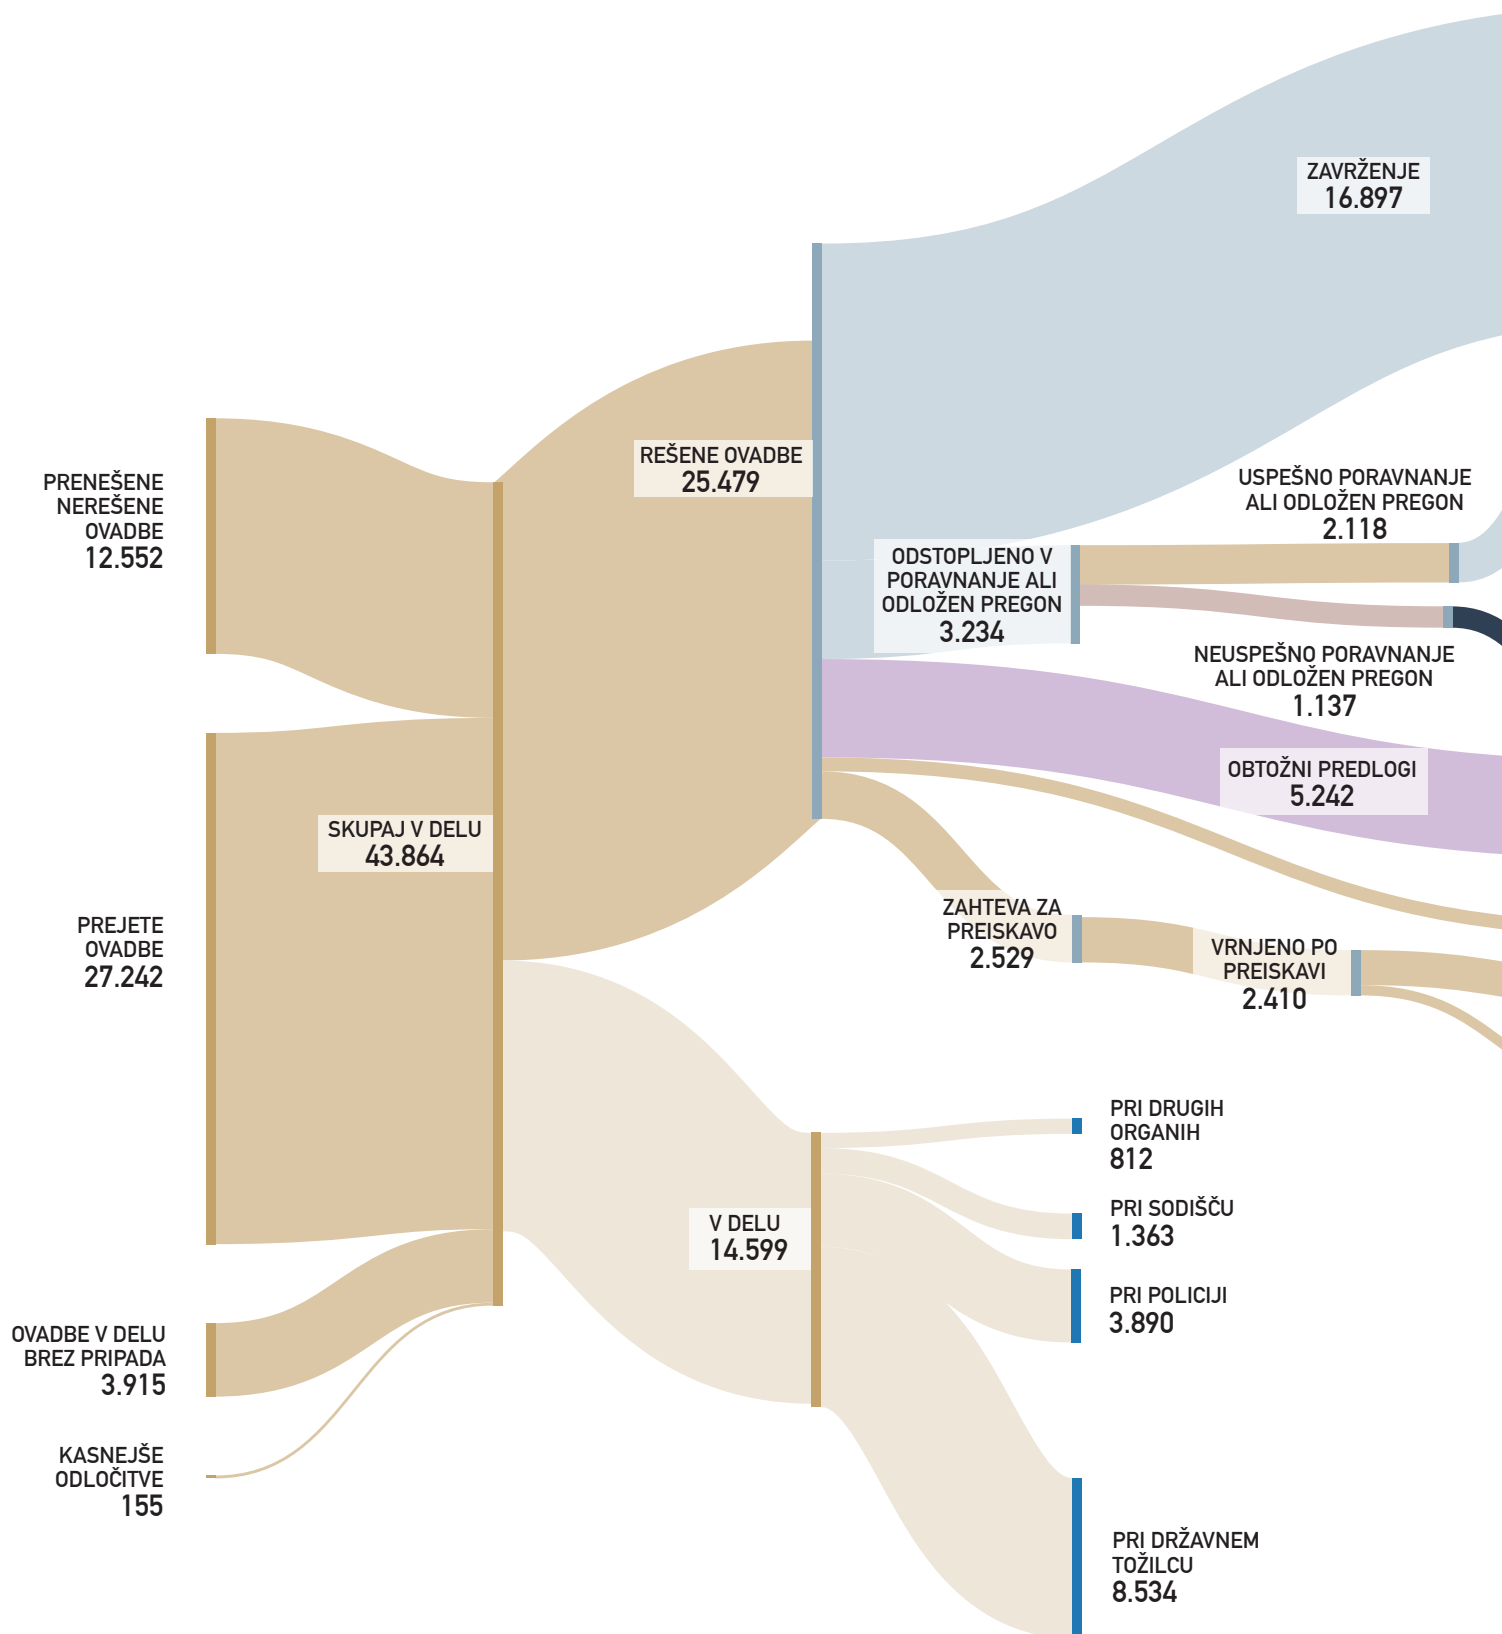 PRENEŠENE
NEREŠENE
OVADBE
12.552
PREJETE
OVADBE
27.242
OVADBE V DELU
BREZ PRIPADA
3.915
KASNEJŠE
ODLOČITVE
155
SKUPAJ V DELU
43.864
REŠENE OVADBE
25.479
V DELU
14.599
ZAVRŽENJE
16.897
ODSTOPLJENO V
PORAVNANJE ALI
ODLOŽEN PREGON
3.234
USPEŠNO PORAVNANJE
ALI ODLOŽEN PREGON
2.118
NEUSPEŠNO PORAVNANJE
ALI ODLOŽEN PREGON
1.137
OBTOŽNI PREDLOGI
5.242
ZAHTEVA ZA
PREISKAVO
2.529
VRNJENO PO
PREISKAVI
2.410
PRI DRUGIH
ORGANIH
812
PRI SODIŠČU
1.363
PRI POLICIJI
3.890
PRI DRŽAVNEM
TOŽILCU
8.534